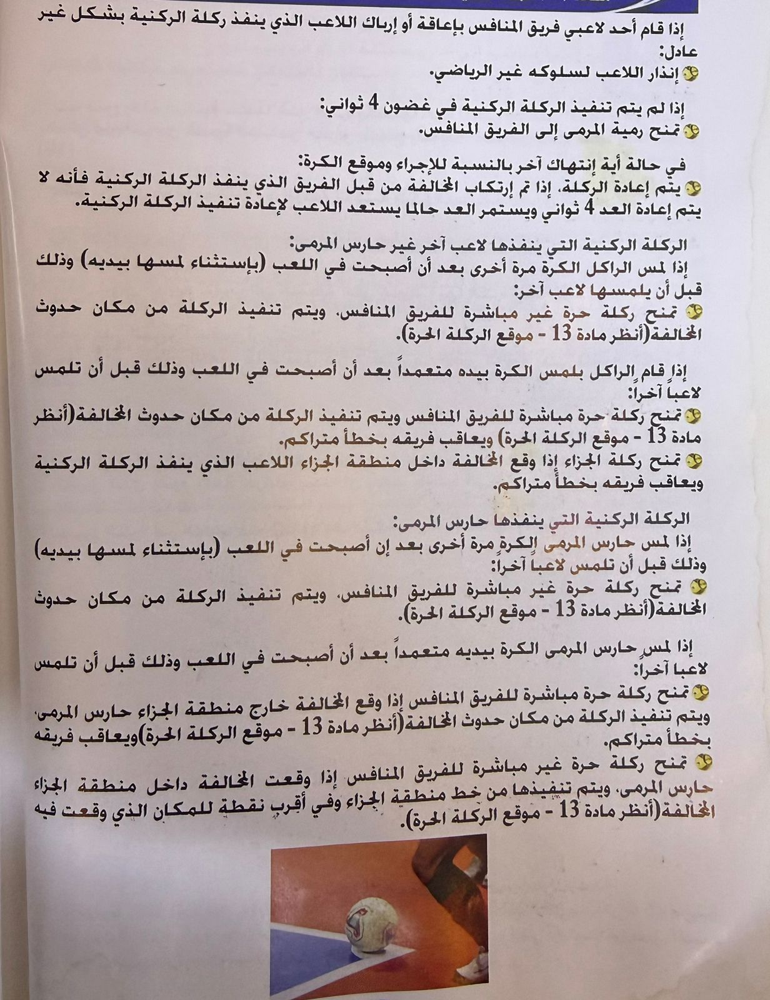 إذا قام أحد لاعبي فريق المنافس بإعاقة أو إرباك اللاعب الذي ينفذ ركلة الركنية بشكل غير
عادل:
إنذار اللاعب لسلوكه غير الرياضي.
إذا لم يتم تنفيذ الركلة الركنية في غضون 4 ثواني:
تمنح رمية المرمى إلى الفريق المنافس.
في حالة أية إنتهاك آخر بالنسبة للإجراء وموقع الكرة:
يتم إعادة الركلة، إذا تم إرتكاب المخالفة من قبل الفريق الذي ينفذ الركلة الركنية فأنه لا
يتم إعادة العد 4 ثواني ويستمر العد حالما يستعد اللاعب لإعادة تنفيذ الركلة الركنية.
الركلة الركنية التي ينفذها لاعب آخر غير حارس المرمى:
إذا لمس الراكل الكرة مرة أخرى بعد أن أصبحت في اللعب (بإستثناء لمسها بيديه) وذلك
قبل أن يلمسها لاعب آخر:
تمنح ركلة حرة غير مباشرة للفريق المنافس، ويتم تنفيذ الركلة من مكان حدوث
المخالفة(أنظر مادة 13 - موقع الركلة الحرة).
إذا قام الراكل بلمس الكرة بيده متعمداً بعد أن أصبحت في اللعب وذلك قبل أن تلمس
لاعباً آخراً:
تمنح ركلة حرة مباشرة للفريق المنافس ويتم تنفيذ الركلة من مكان حدوث المخالفة(أنظر
مادة 13 - موقع الركلة الحرة) ويعاقب فريقه بخطأ متراكم.
تمنح ركلة الجزاء إذا وقع المخالفة داخل منطقة الجزاء اللاعب الذي ينفذ الركلة الركنية
ويعاقب فريقه بخطأ متراكم.
الركلة الركنية التي ينفذها حارس المرمى:
إذا لمس حارس المرمى الكرة مرة أخرى بعد إن أصبحت في اللعب (بإستثناء لمسها بيديه)
وذلك قبل أن تلمس لاعباً آخراً:
تمنح ركلة حرة غير مباشرة للفريق المنافس، ويتم تنفيذ الركلة من مكان حدوث
المخالفة(أنظر مادة 13 - موقع الركلة الحرة).
إذا لمس حارس المرمى الكرة بيديه متعمداً بعد أن أصبحت في اللعب وذلك قبل أن تلمس
لاعبا آخراً:
تمنح ركلة حرة مباشرة للفريق المنافس إذا وقع المخالفة خارج منطقة الجزاء حارس المرمى،
ويتم تنفيذ الركلة من مكان حدوث المخالفة(أنظر مادة 13 - موقع الركلة الحرة)ويعاقب فريقه
بخطأ متراكم.
تمنح ركلة حرة غير مباشرة للفريق المنافس إذا وقعت المخالفة داخل منطقة الجزاء
حارس المرمى، ويتم تنفيذها من خط منطقة الجزاء وفي أقرب نقطة للمكان الذي وقعت فيه
المخالفة(أنظر مادة 13 - موقع الركلة الحرة).